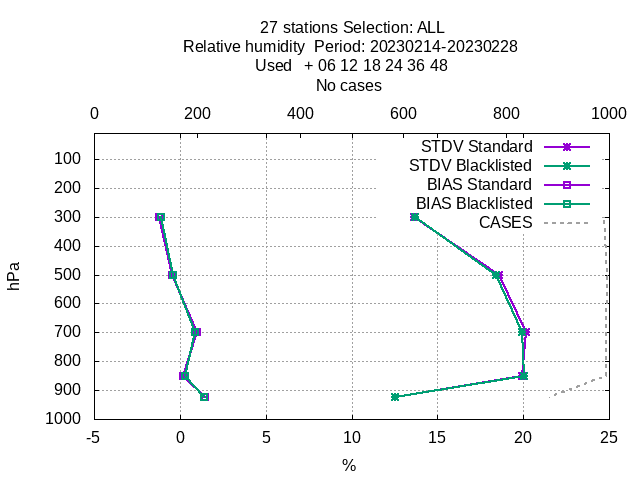 27 stations Selection: ALL
Relative humidity  Period: 20230214-20230228
Used   + 06 12 18 24 36 48
No cases
0 200 400 600 800 1000
STDV Standard
STDV Blacklisted
BIAS Standard
BIAS Blacklisted
CASES
hPa
100
200
300
400
500
600
700
800
900
1000
-5 0 5 10 15 20 25
%